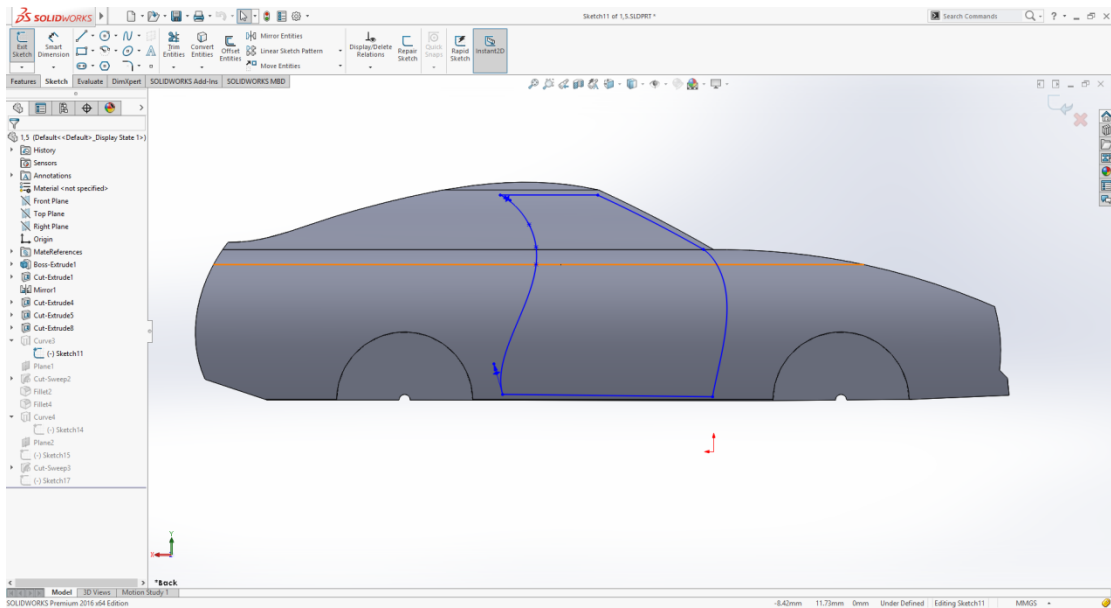 SOLIDWORKS
Sketch11 of 1,5.SLDPRT *
Search Commands
Exit Sketch
Smart Dimension
Trim Entities
Convert Entities
Offset Entities
Mirror Entities
Linear Sketch Pattern
Move Entities
Display/Delete Relations
Repair Sketch
Quick Snaps
Rapid Sketch
Instant2D
Features Sketch Evaluate DimXpert SOLIDWORKS Add-Ins SOLIDWORKS MBD
1,5 (Default<<Default>_Display State 1>)
History
Sensors
Annotations
Material <not specified>
Front Plane
Top Plane
Right Plane
Origin
MateReferences
Boss-Extrude1
Cut-Extrude1
Mirror1
Cut-Extrude4
Cut-Extrude5
Cut-Extrude8
Curve3
(-) Sketch11
Plane1
Cut-Sweep2
Fillet2
Fillet4
Curve4
(-) Sketch14
Plane2
(-) Sketch15
Cut-Sweep3
(-) Sketch17
Y
X
*Back
Model 3D Views Motion Study 1
SOLIDWORKS Premium 2016 x64 Edition
-8.42mm 11.73mm 0mm Under Defined Editing Sketch11 MMGS